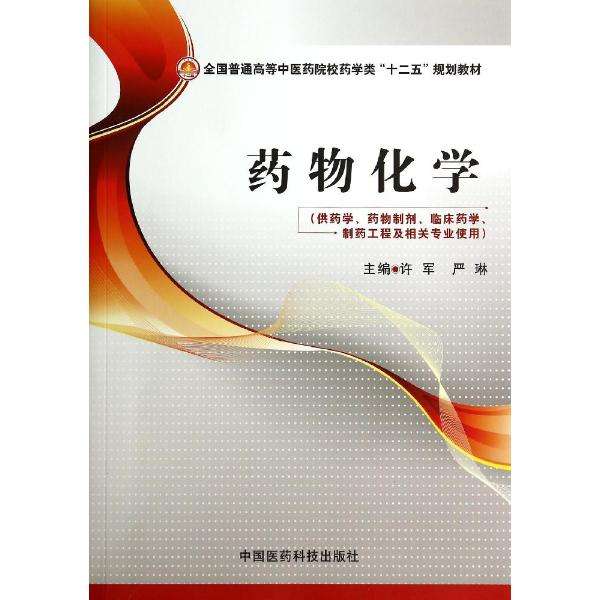 全国普通高等中医药院校药学类“十二五”规划教材
药物化学
(供药学、药物制剂、临床药学、
制药工程及相关专业使用)
主编●许 军 严 琳
中国医药科技出版社